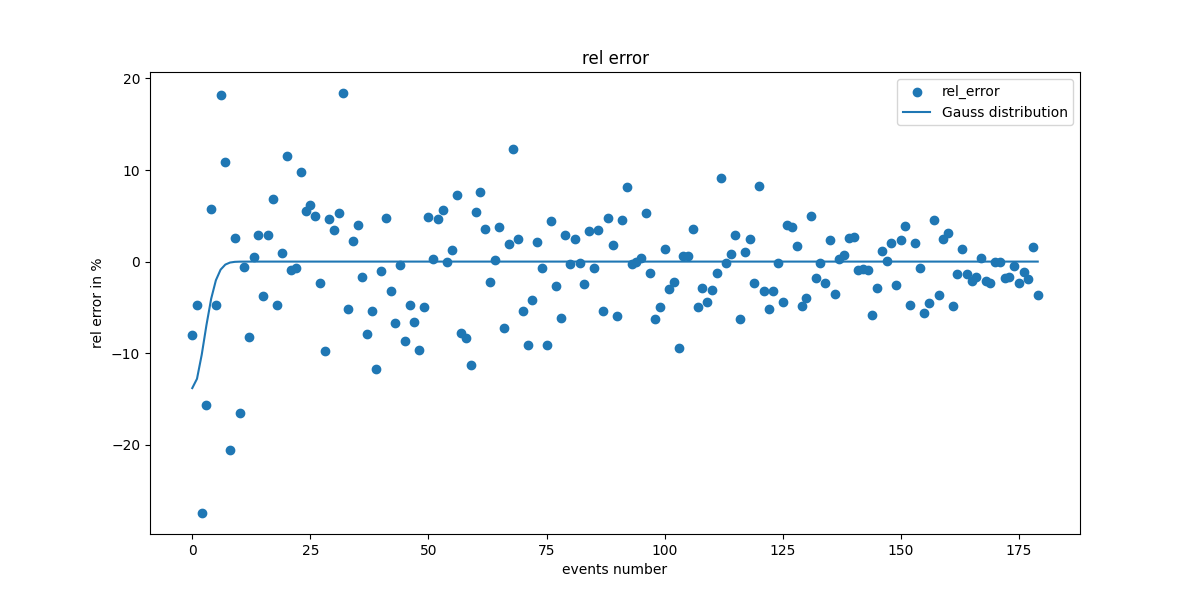 rel error
rel_error
Gauss distribution
20
10
0
−10
−20
rel error in %
0 25 50 75 100 125 150 175
events number